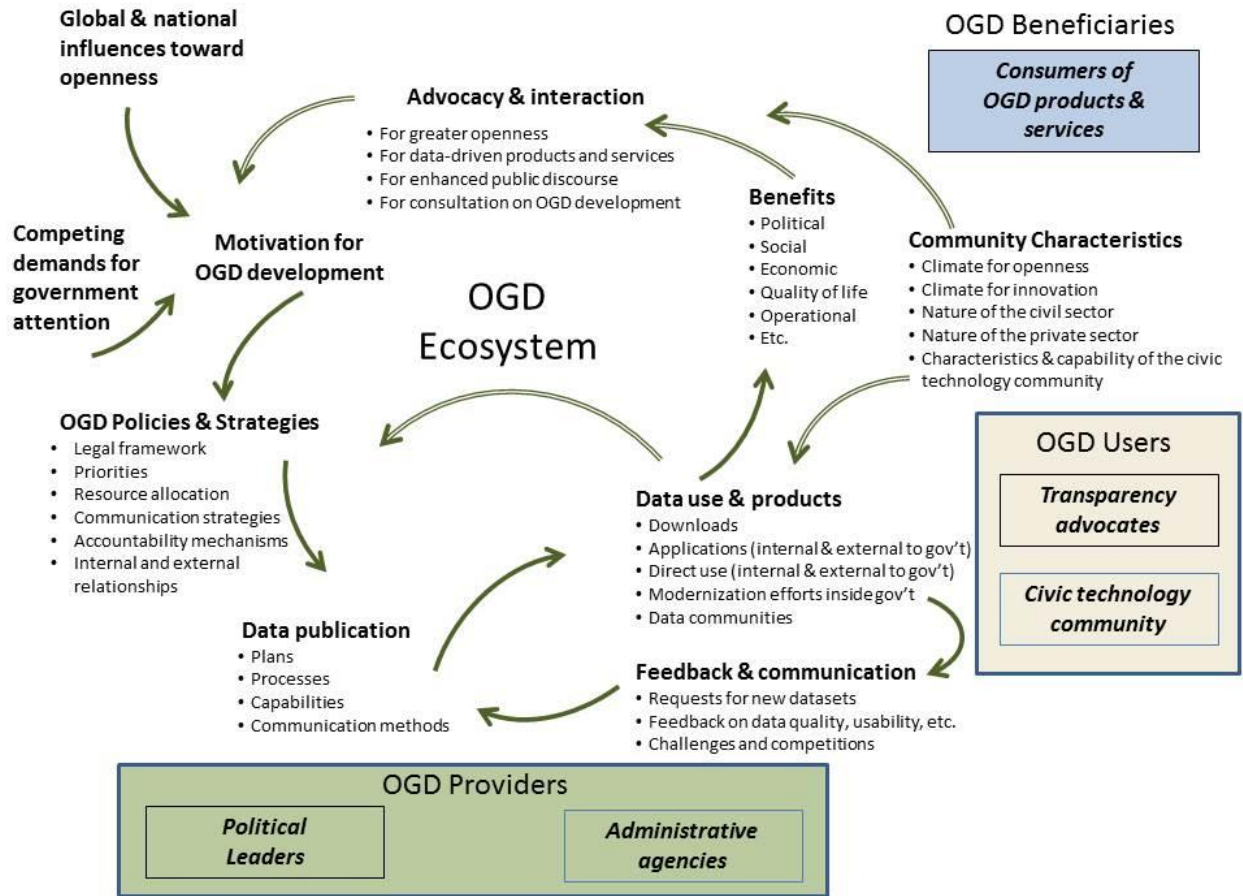 Global & national
influences toward
openness
OGD Beneficiaries
Consumers of
OGD products &
services
Advocacy & interaction
• For greater openness
• For data-driven products and services
• For enhanced public discourse
• For consultation on OGD development
Benefits
• Political
• Social
• Economic
• Quality of life
• Operational
• Etc.
Community Characteristics
• Climate for openness
• Climate for innovation
• Nature of the civil sector
• Nature of the private sector
• Characteristics & capability of the civic
technology community
Competing
demands for
government
attention
Motivation for
OGD development
OGD
Ecosystem
OGD Policies & Strategies
• Legal framework
• Priorities
• Resource allocation
• Communication strategies
• Accountability mechanisms
• Internal and external
relationships
Data use & products
• Downloads
• Applications (internal & external to gov't)
• Direct use (internal & external to gov't)
• Modernization efforts inside gov't
• Data communities
OGD Users
Transparency
advocates
Civic technology
community
Data publication
• Plans
• Processes
• Capabilities
• Communication methods
Feedback & communication
• Requests for new datasets
• Feedback on data quality, usability, etc.
• Challenges and competitions
OGD Providers
Political
Leaders
Administrative
agencies